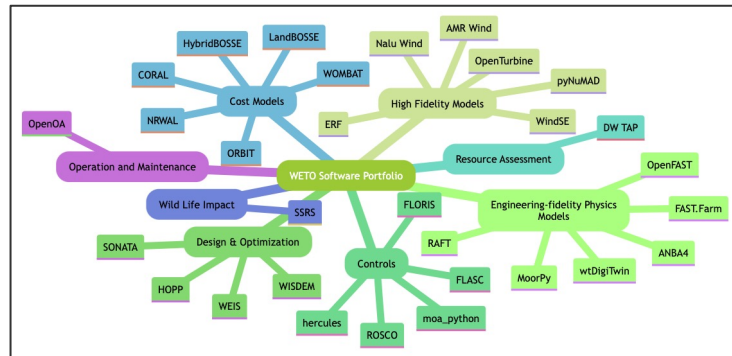 AMR Wind
LandBOSSE
HybridBOSSE
Nalu Wind
OpenTurbine
CORAL
WOMBAT
pyNuMAD
Cost Models
High Fidelity Models
NRWAL
ERF
WindSE
OpenOA
ORBIT
DW TAP
Operation and Maintenance
Resource Assessment
OpenFAST
WETO Software Portfolio
Wild Life Impact
FLORIS
Engineering-fidelity Physics
Models
FAST.Farm
SSRS
SONATA
Design & Optimization
RAFT
ANBA4
Controls
MoorPy
wtDigiTwin
HOPP
WISDEM
FLASC
WEIS
hercules
moa_python
ROSCO